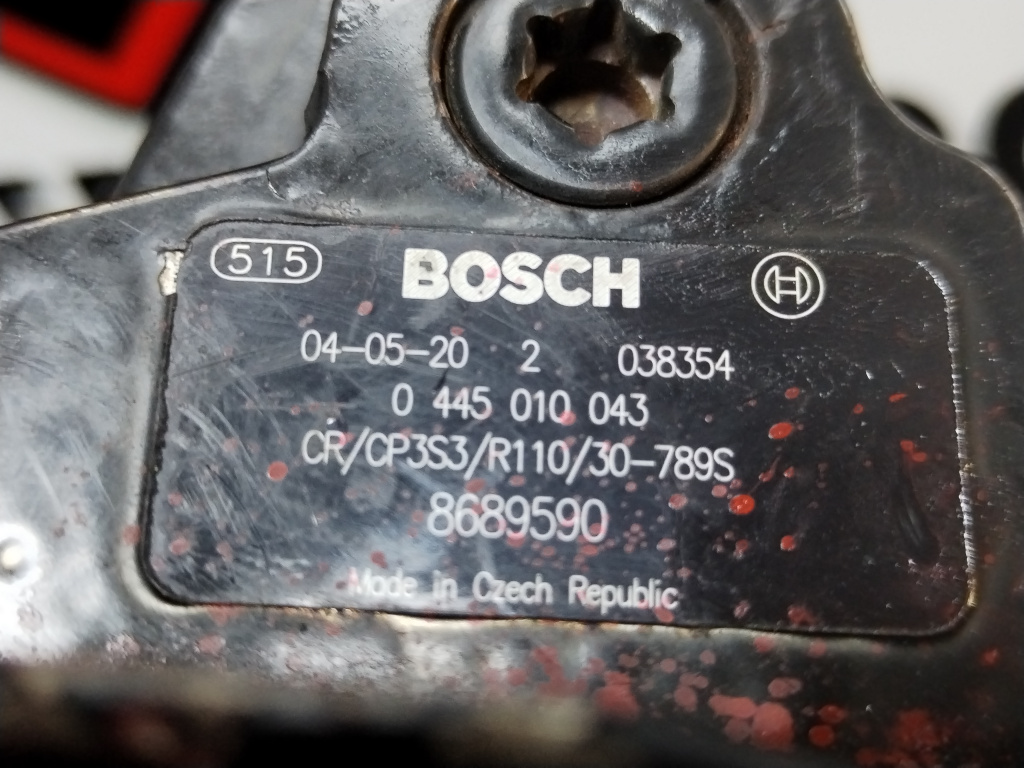 515 BOSCH
04-05-20 2 038354
0 445 010 043
CR/CP3S3/R110/30-789S
8689590
Made in Czech Republic